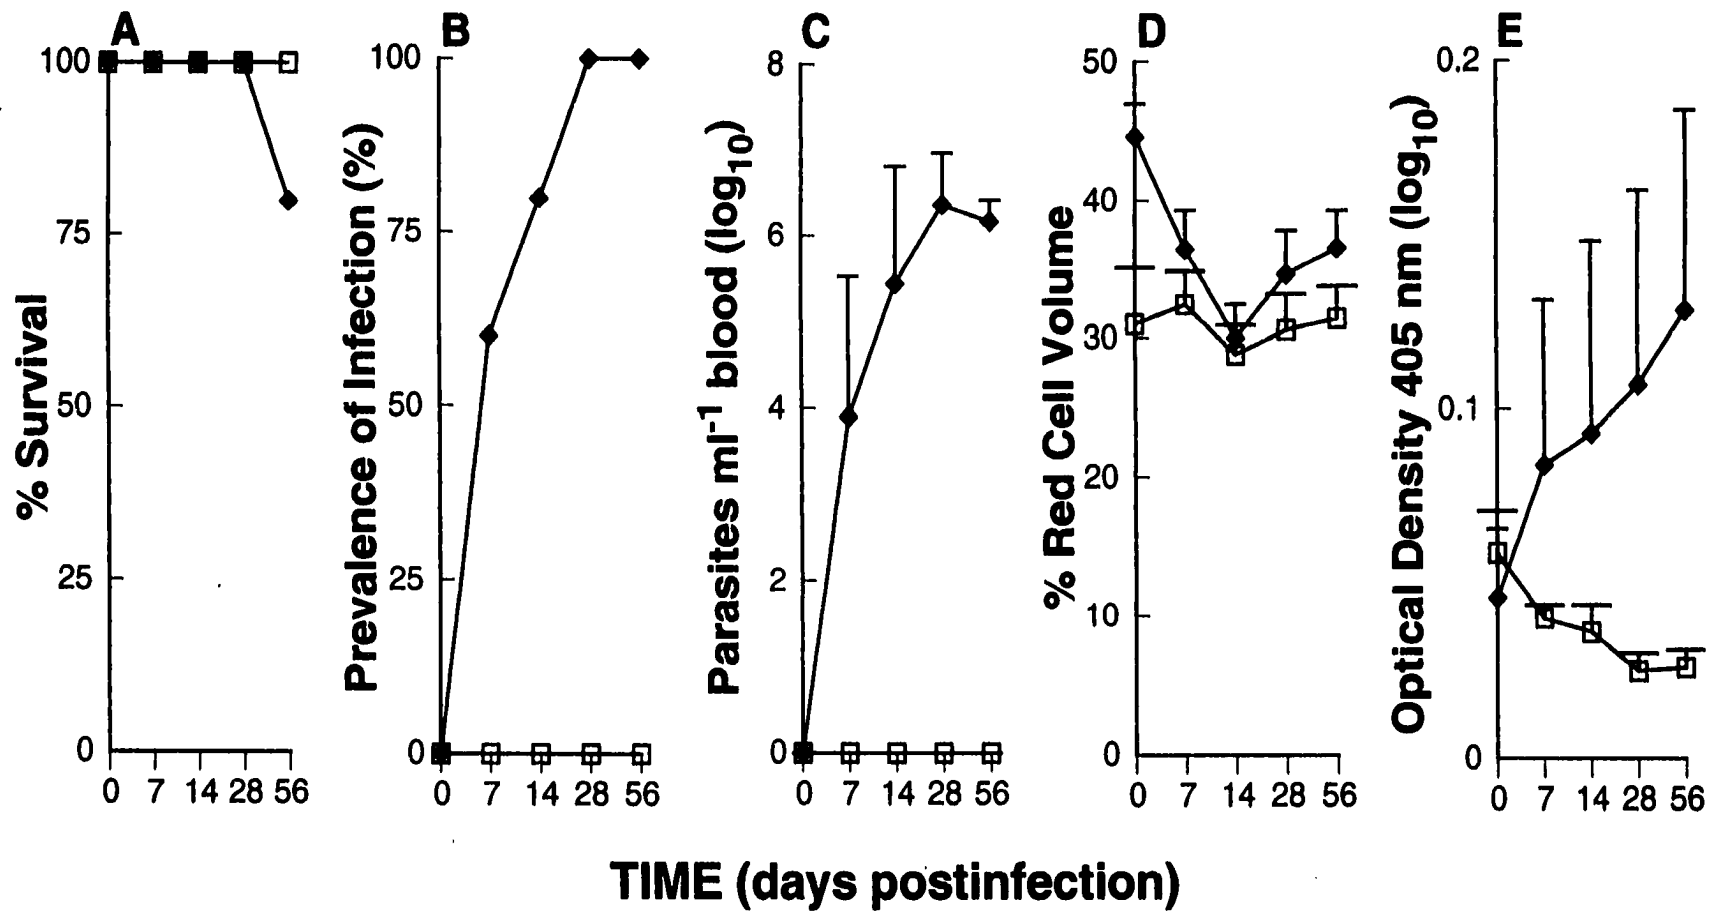 A
% Survival
100
75
50
25
0
0 7 14 28 56
B
Prevalence of Infection (%)
100
75
50
25
0
0 7 14 28 56
C
Parasites ml⁻¹ blood (log₁₀)
8
6
4
2
0
0 7 14 28 56
D
% Red Cell Volume
50
40
30
20
10
0
0 7 14 28 56
E
Optical Density 405 nm (log₁₀)
0.2
0.1
0
0 7 14 28 56
TIME (days postinfection)